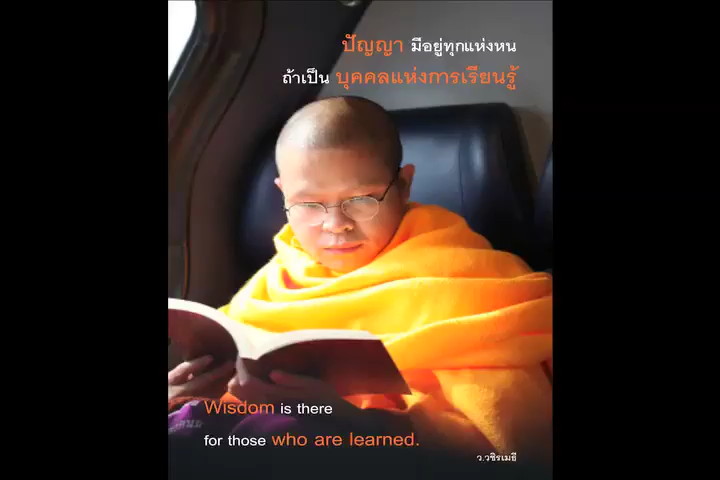 ปัญญา มีอยู่ทุกแห่งหน
ถ้าเป็น บุคคลแห่งการเรียนรู้
Wisdom is there
for those who are learned.
ว.วชิรเมธี